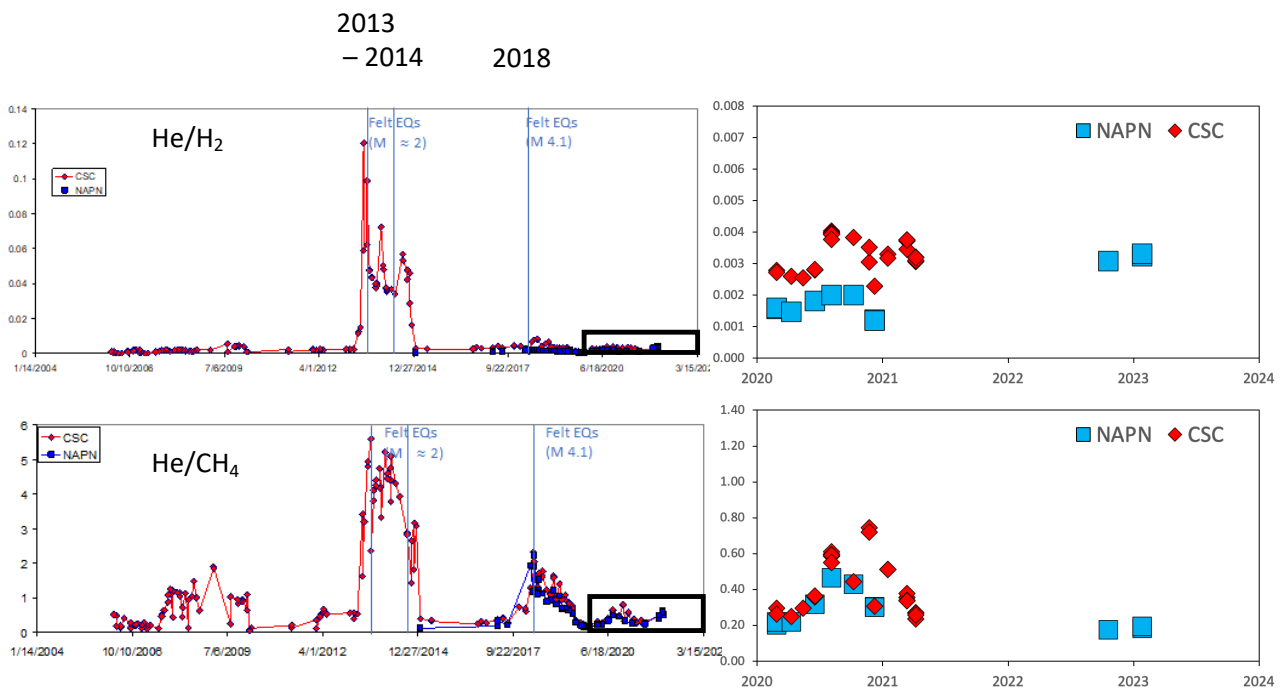 2013
– 2014
2018
0.14
0.12
0.1
0.08
0.06
0.04
0.02
0
He/H2
CSC
NAPN
Felt EQs
(M ≈ 2)
Felt EQs
(M 4.1)
1/14/2004 10/10/2006 7/6/2009 4/1/2012 12/27/2014 9/22/2017 6/18/2020 3/15/202
0.008
0.007
0.006
0.005
0.004
0.003
0.002
0.001
0.000
NAPN CSC
2020 2021 2022 2023 2024
6
5
4
3
2
1
0
CSC
NAPN
He/CH4
Felt EQs
(M ≈ 2)
Felt EQs
(M 4.1)
1/14/2004 10/10/2006 7/6/2009 4/1/2012 12/27/2014 9/22/2017 6/18/2020 3/15/202
1.40
1.20
1.00
0.80
0.60
0.40
0.20
0.00
NAPN CSC
2020 2021 2022 2023 2024